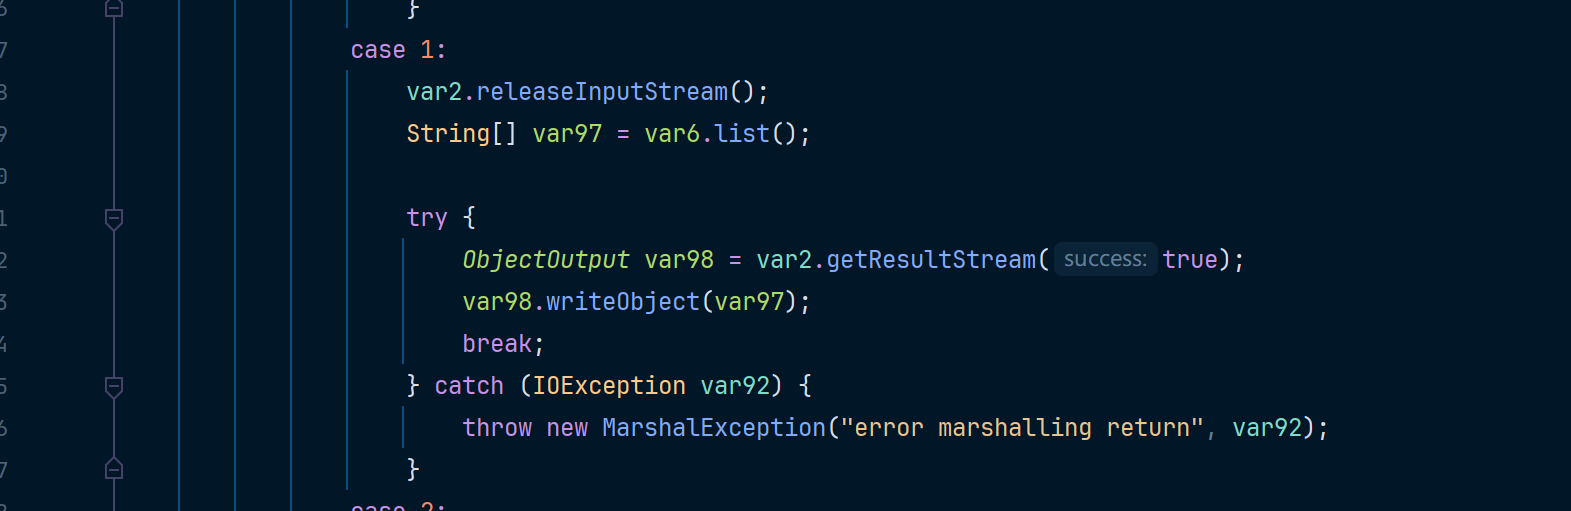 6 }
7 case 1:
8 var2.releaseInputStream();
9 String[] var97 = var6.list();
0
1 try {
2 ObjectOutput var98 = var2.getResultStream( success: true);
3 var98.writeObject(var97);
4 break;
5 } catch (IOException var92) {
6 throw new MarshalException("error marshalling return", var92);
7 }
case 2: